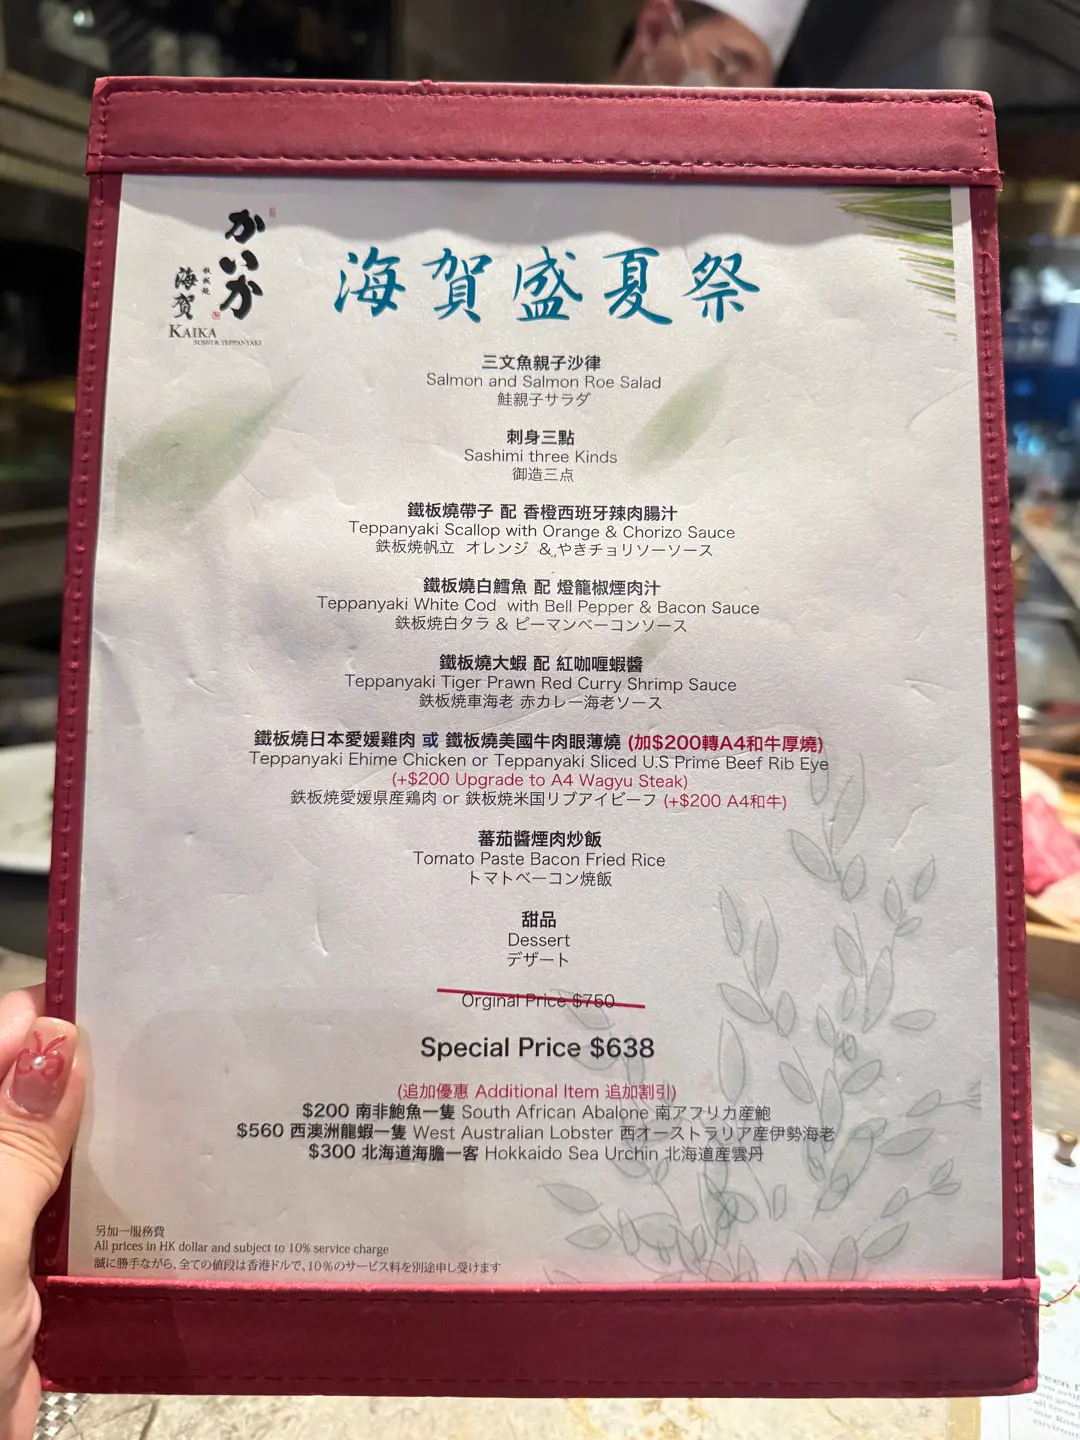 かいか
鉄板焼
海賀
KAIKA
SUSHI & TEPPANYAKI
海賀盛夏祭
三文魚親子沙律
Salmon and Salmon Roe Salad
鮭親子サラダ
刺身三點
Sashimi three Kinds
御造三点
鐵板燒帶子 配 香橙西班牙辣肉腸汁
Teppanyaki Scallop with Orange & Chorizo Sauce
鉄板焼帆立 オレンジ & やきチョリソーソース
鐵板燒白鱈魚 配 燈籠椒煙肉汁
Teppanyaki White Cod with Bell Pepper & Bacon Sauce
鉄板焼白タラ & ピーマンベーコンソース
鐵板燒大蝦 配 紅咖喱蝦醬
Teppanyaki Tiger Prawn Red Curry Shrimp Sauce
鉄板焼車海老 赤カレー海老ソース
鐵板燒日本愛媛雞肉 或 鐵板燒美國牛肉眼薄燒 (加$200轉A4和牛厚燒)
Teppanyaki Ehime Chicken or Teppanyaki Sliced U.S Prime Beef Rib Eye
(+$200 Upgrade to A4 Wagyu Steak)
鉄板焼愛媛県産鶏肉 or 鉄板焼米国リブアイビーフ (+$200 A4和牛)
蕃茄醬煙肉炒飯
Tomato Paste Bacon Fried Rice
トマトベーコン焼飯
甜品
Dessert
デザート
Orginal Price $750
Special Price $638
(追加優惠 Additional Item 追加割引)
$200 南非鮑魚一隻 South African Abalone 南アフリカ産鮑
$560 西澳洲龍蝦一隻 West Australian Lobster 西オーストラリア産伊勢海老
$300 北海道海膽一客 Hokkaido Sea Urchin 北海道産雲丹
另加一服務費
All prices in HK dollar and subject to 10% service charge
誠に勝手ながら、全ての値段は香港ドルで、10%のサービス料を別途申し受けます